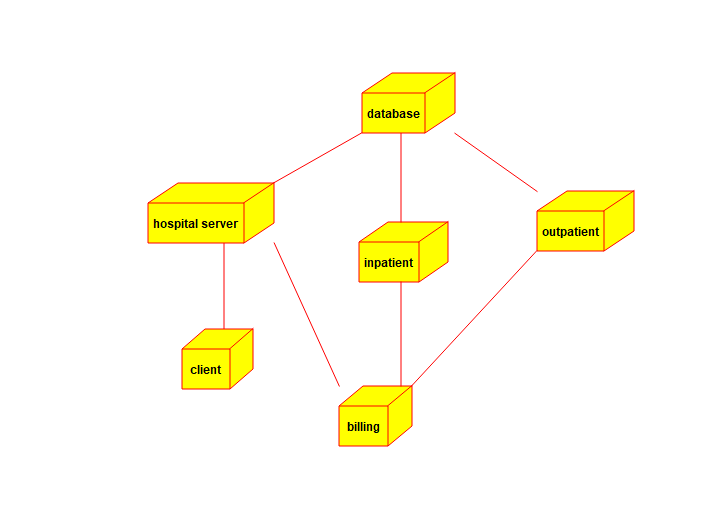 database
hospital server
inpatient
outpatient
client
billing